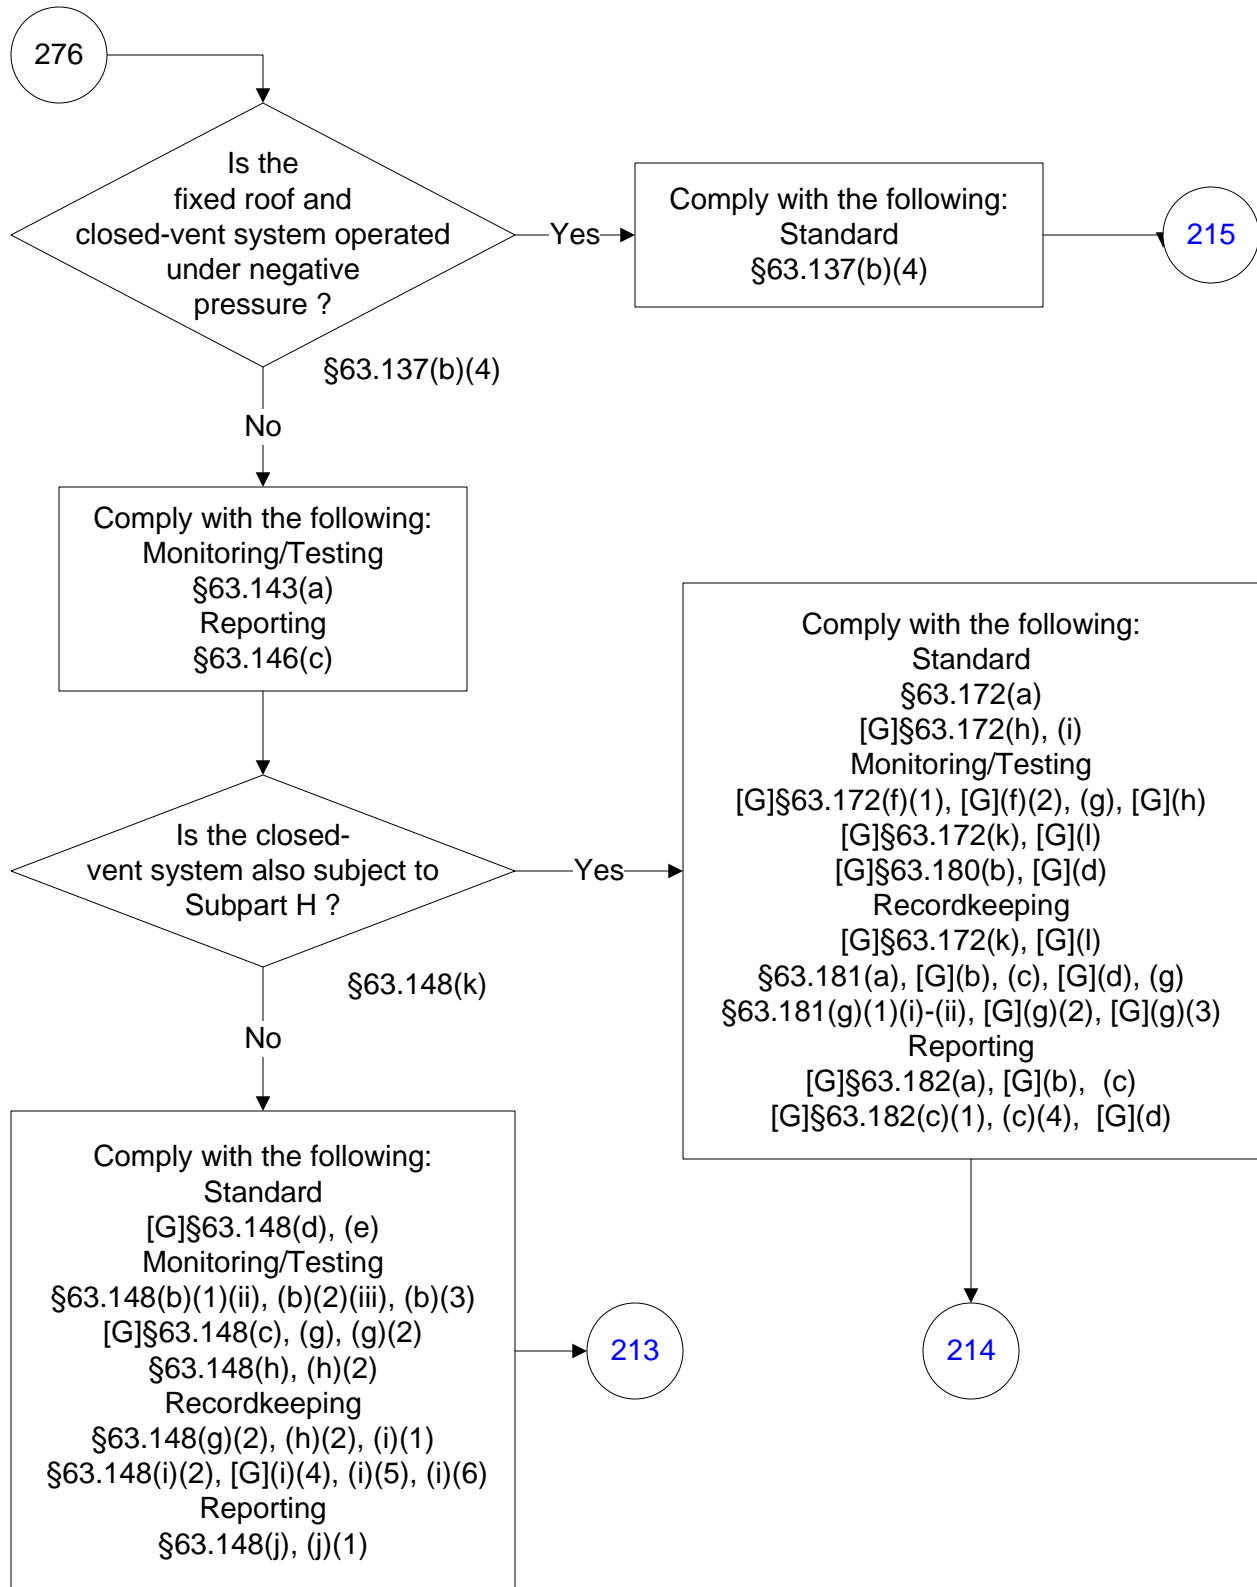 276
Is the
fixed roof and
closed-vent system operated
under negative
pressure ?
Yes
Comply with the following:
Standard
§63.137(b)(4)
215
§63.137(b)(4)
No
Comply with the following:
Monitoring/Testing
§63.143(a)
Reporting
§63.146(c)
Is the closed-
vent system also subject to
Subpart H ?
Yes
Comply with the following:
Standard
§63.172(a)
[G]§63.172(h), (i)
Monitoring/Testing
[G]§63.172(f)(1), [G](f)(2), (g), [G](h)
[G]§63.172(k), [G](l)
[G]§63.180(b), [G](d)
Recordkeeping
[G]§63.172(k), [G](l)
§63.181(a), [G](b), (c), [G](d), (g)
§63.181(g)(1)(i)-(ii), [G](g)(2), [G](g)(3)
Reporting
[G]§63.182(a), [G](b), (c)
[G]§63.182(c)(1), (c)(4), [G](d)
§63.148(k)
No
Comply with the following:
Standard
[G]§63.148(d), (e)
Monitoring/Testing
§63.148(b)(1)(ii), (b)(2)(iii), (b)(3)
[G]§63.148(c), (g), (g)(2)
§63.148(h), (h)(2)
Recordkeeping
§63.148(g)(2), (h)(2), (i)(1)
§63.148(i)(2), [G](i)(4), (i)(5), (i)(6)
Reporting
§63.148(j), (j)(1)
213
214